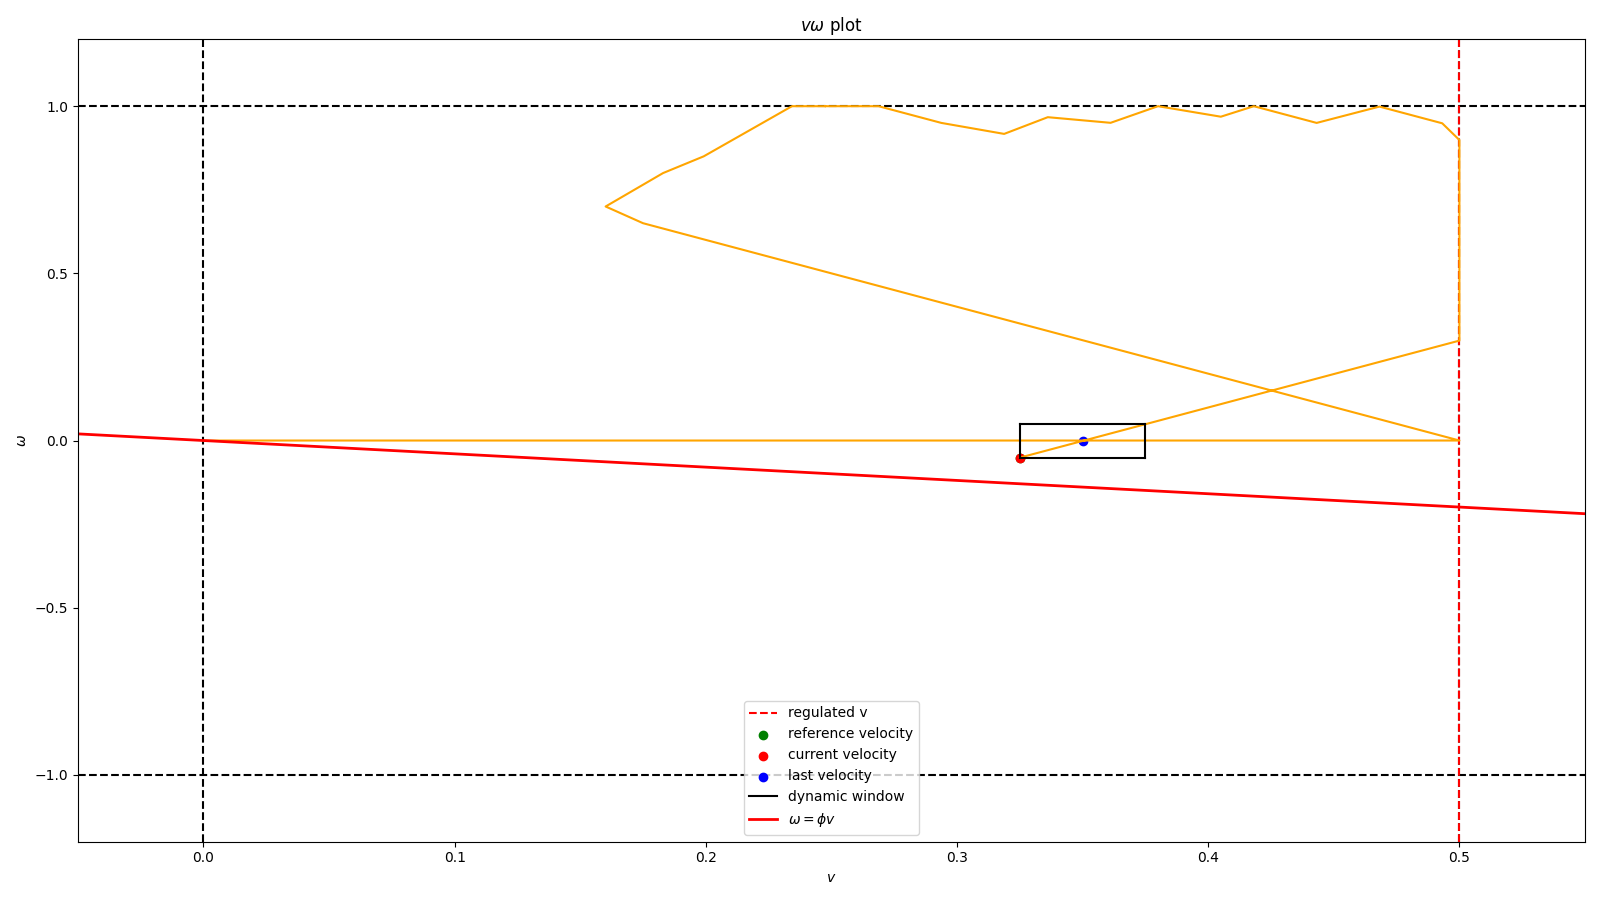 vω plot
1.0
0.5
0.0
−0.5
−1.0
ω
regulated v
reference velocity
current velocity
last velocity
dynamic window
ω = ϕv
0.0 0.1 0.2 0.3 0.4 0.5
v